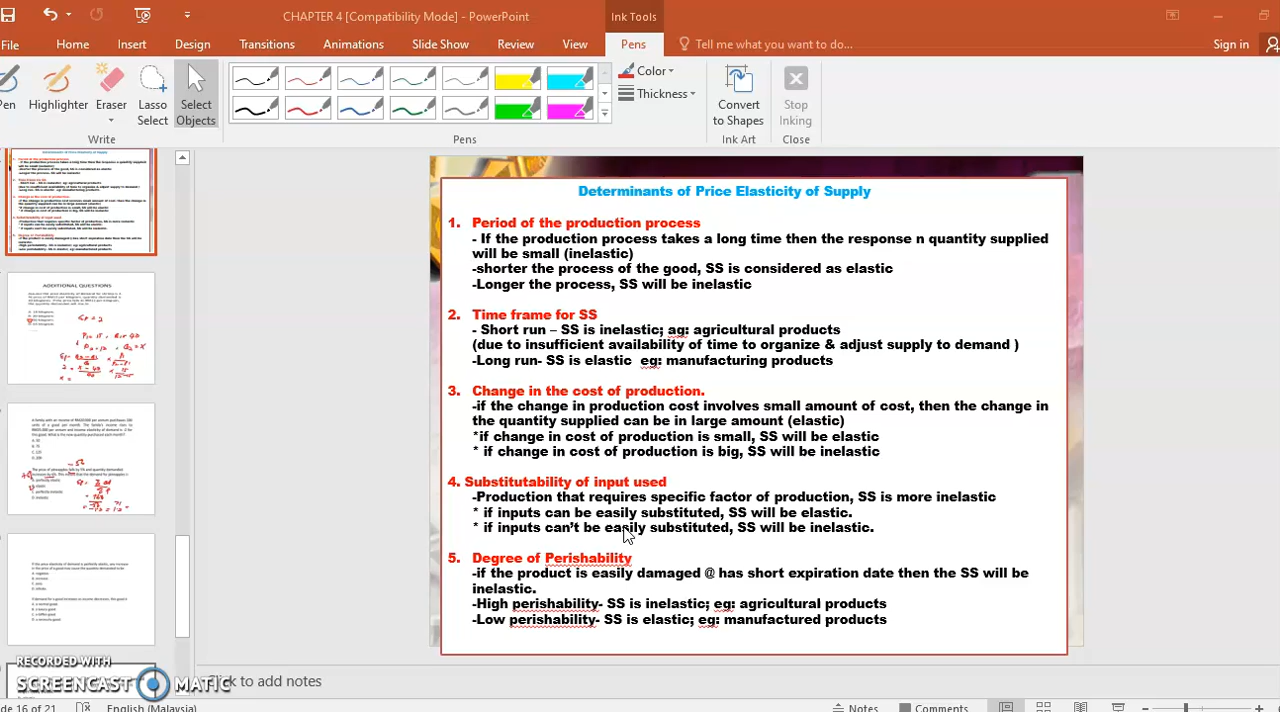 CHAPTER 4 [Compatibility Mode] - PowerPoint
Ink Tools
File
Home
Insert
Design
Transitions
Animations
Slide Show
Review
View
Pens
Tell me what you want to do...
Sign in
Pen
Highlighter
Eraser
Lasso
Select
Select
Objects
Color
Thickness
Convert
to Shapes
Stop
Inking
Write
Pens
Ink Art
Close
ADDITIONAL QUESTIONS
Determinants of Price Elasticity of Supply
1. Period of the production process
- If the production process takes a long time then the response n quantity supplied
will be small (inelastic)
-shorter the process of the good, SS is considered as elastic
-Longer the process, SS will be inelastic
2. Time frame for SS
- Short run – SS is inelastic; ag: agricultural products
(due to insufficient availability of time to organize & adjust supply to demand )
-Long run- SS is elastic eg: manufacturing products
3. Change in the cost of production.
-if the change in production cost involves small amount of cost, then the change in
the quantity supplied can be in large amount (elastic)
*if change in cost of production is small, SS will be elastic
* if change in cost of production is big, SS will be inelastic
4. Substitutability of input used
-Production that requires specific factor of production, SS is more inelastic
* if inputs can be easily substituted, SS will be elastic.
* if inputs can't be easily substituted, SS will be inelastic.
5. Degree of Perishability
-if the product is easily damaged @ has short expiration date then the SS will be
inelastic.
-High perishability- SS is inelastic; eg: agricultural products
-Low perishability- SS is elastic; eg: manufactured products
RECORDED WITH
SCREENCAST MATIC
Click to add notes
de 16 of 21
English (Malaysia)
Notes
Comments